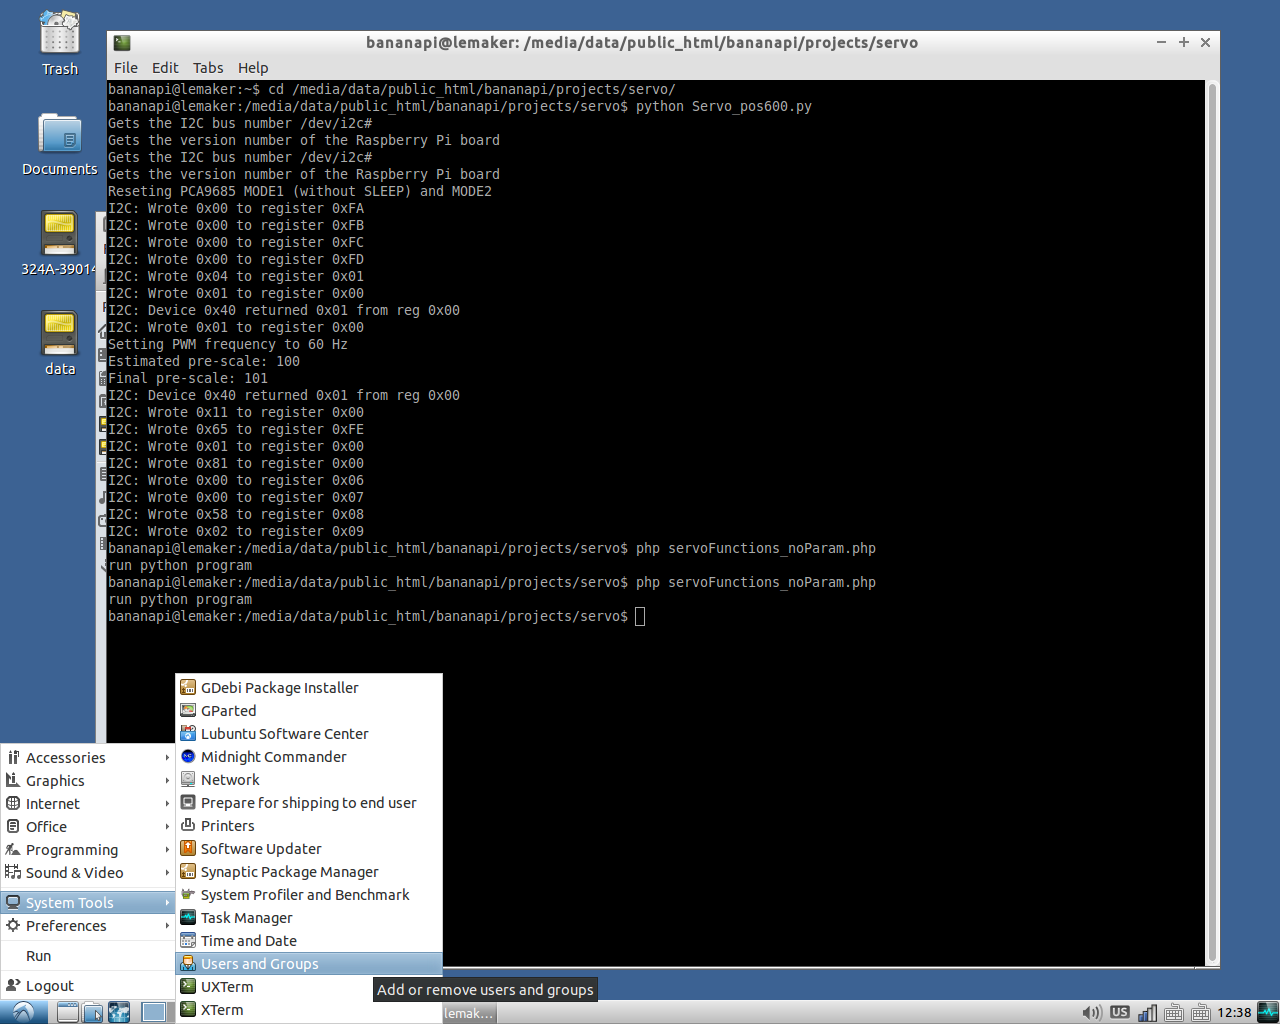 Trash
Documents
324A-39014
data
bananapi@lemaker: /media/data/public_html/bananapi/projects/servo
File Edit Tabs Help
bananapi@lemaker:~$ cd /media/data/public_html/bananapi/projects/servo/
bananapi@lemaker:/media/data/public_html/bananapi/projects/servo$ python Servo_pos600.py
Gets the I2C bus number /dev/i2c#
Gets the version number of the Raspberry Pi board
Gets the I2C bus number /dev/i2c#
Gets the version number of the Raspberry Pi board
Reseting PCA9685 MODE1 (without SLEEP) and MODE2
I2C: Wrote 0x00 to register 0xFA
I2C: Wrote 0x00 to register 0xFB
I2C: Wrote 0x00 to register 0xFC
I2C: Wrote 0x00 to register 0xFD
I2C: Wrote 0x04 to register 0x01
I2C: Wrote 0x01 to register 0x00
I2C: Device 0x40 returned 0x01 from reg 0x00
I2C: Wrote 0x01 to register 0x00
Setting PWM frequency to 60 Hz
Estimated pre-scale: 100
Final pre-scale: 101
I2C: Device 0x40 returned 0x01 from reg 0x00
I2C: Wrote 0x11 to register 0x00
I2C: Wrote 0x65 to register 0xFE
I2C: Wrote 0x01 to register 0x00
I2C: Wrote 0x81 to register 0x00
I2C: Wrote 0x00 to register 0x06
I2C: Wrote 0x00 to register 0x07
I2C: Wrote 0x58 to register 0x08
I2C: Wrote 0x02 to register 0x09
bananapi@lemaker:/media/data/public_html/bananapi/projects/servo$ php servoFunctions_noParam.php
run python program
bananapi@lemaker:/media/data/public_html/bananapi/projects/servo$ php servoFunctions_noParam.php
run python program
bananapi@lemaker:/media/data/public_html/bananapi/projects/servo$
Accessories
Graphics
Internet
Office
Programming
Sound & Video
System Tools
Preferences
Run
Logout
GDebi Package Installer
GParted
Lubuntu Software Center
Midnight Commander
Network
Prepare for shipping to end user
Printers
Software Updater
Synaptic Package Manager
System Profiler and Benchmark
Task Manager
Time and Date
Users and Groups
UXTerm
XTerm
Add or remove users and groups
lemak...
US
12:38